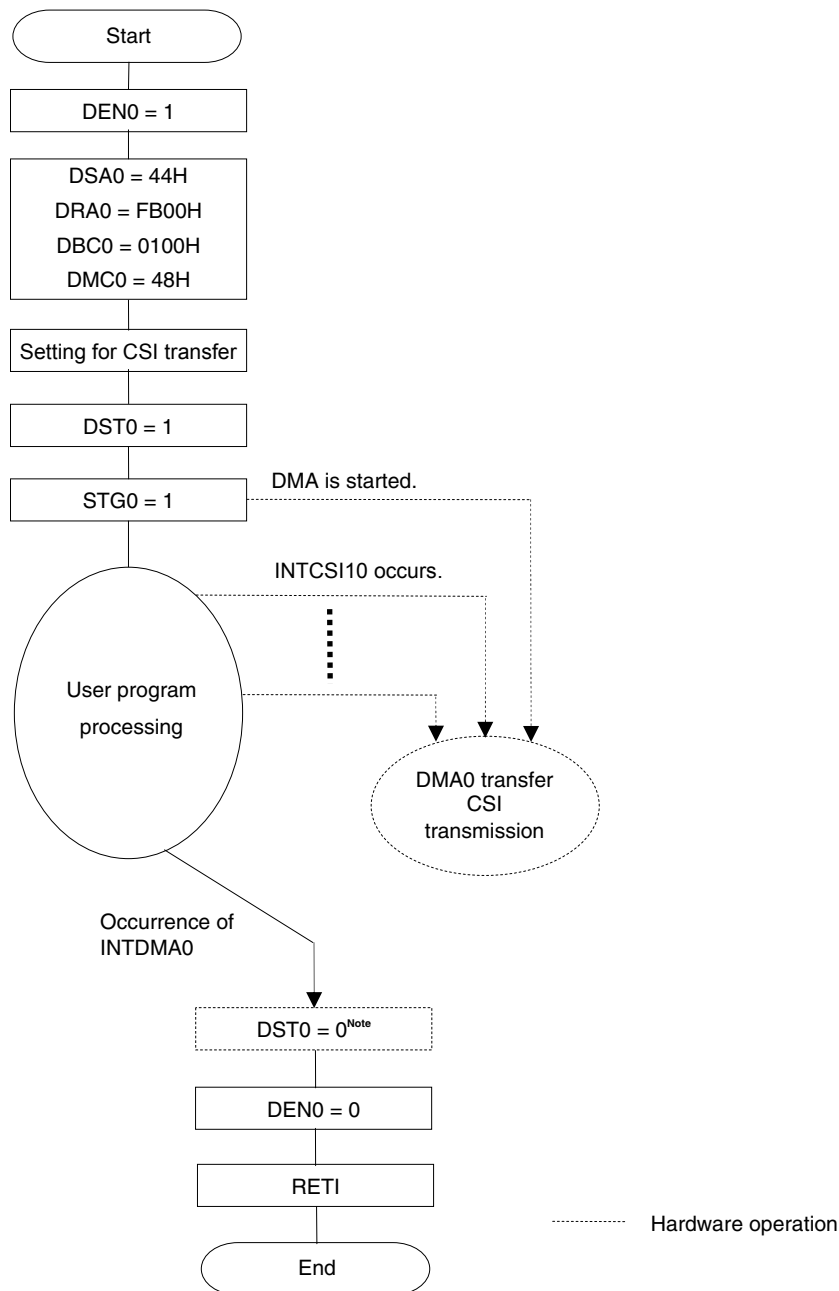 Start
DEN0 = 1
DSA0 = 44H
DRA0 = FB00H
DBC0 = 0100H
DMC0 = 48H
Setting for CSI transfer
DST0 = 1
STG0 = 1
DMA is started.
INTCSI10 occurs.
User program
processing
DMA0 transfer
CSI
transmission
Occurrence of
INTDMA0
DST0 = 0Note
DEN0 = 0
RETI
Hardware operation
End